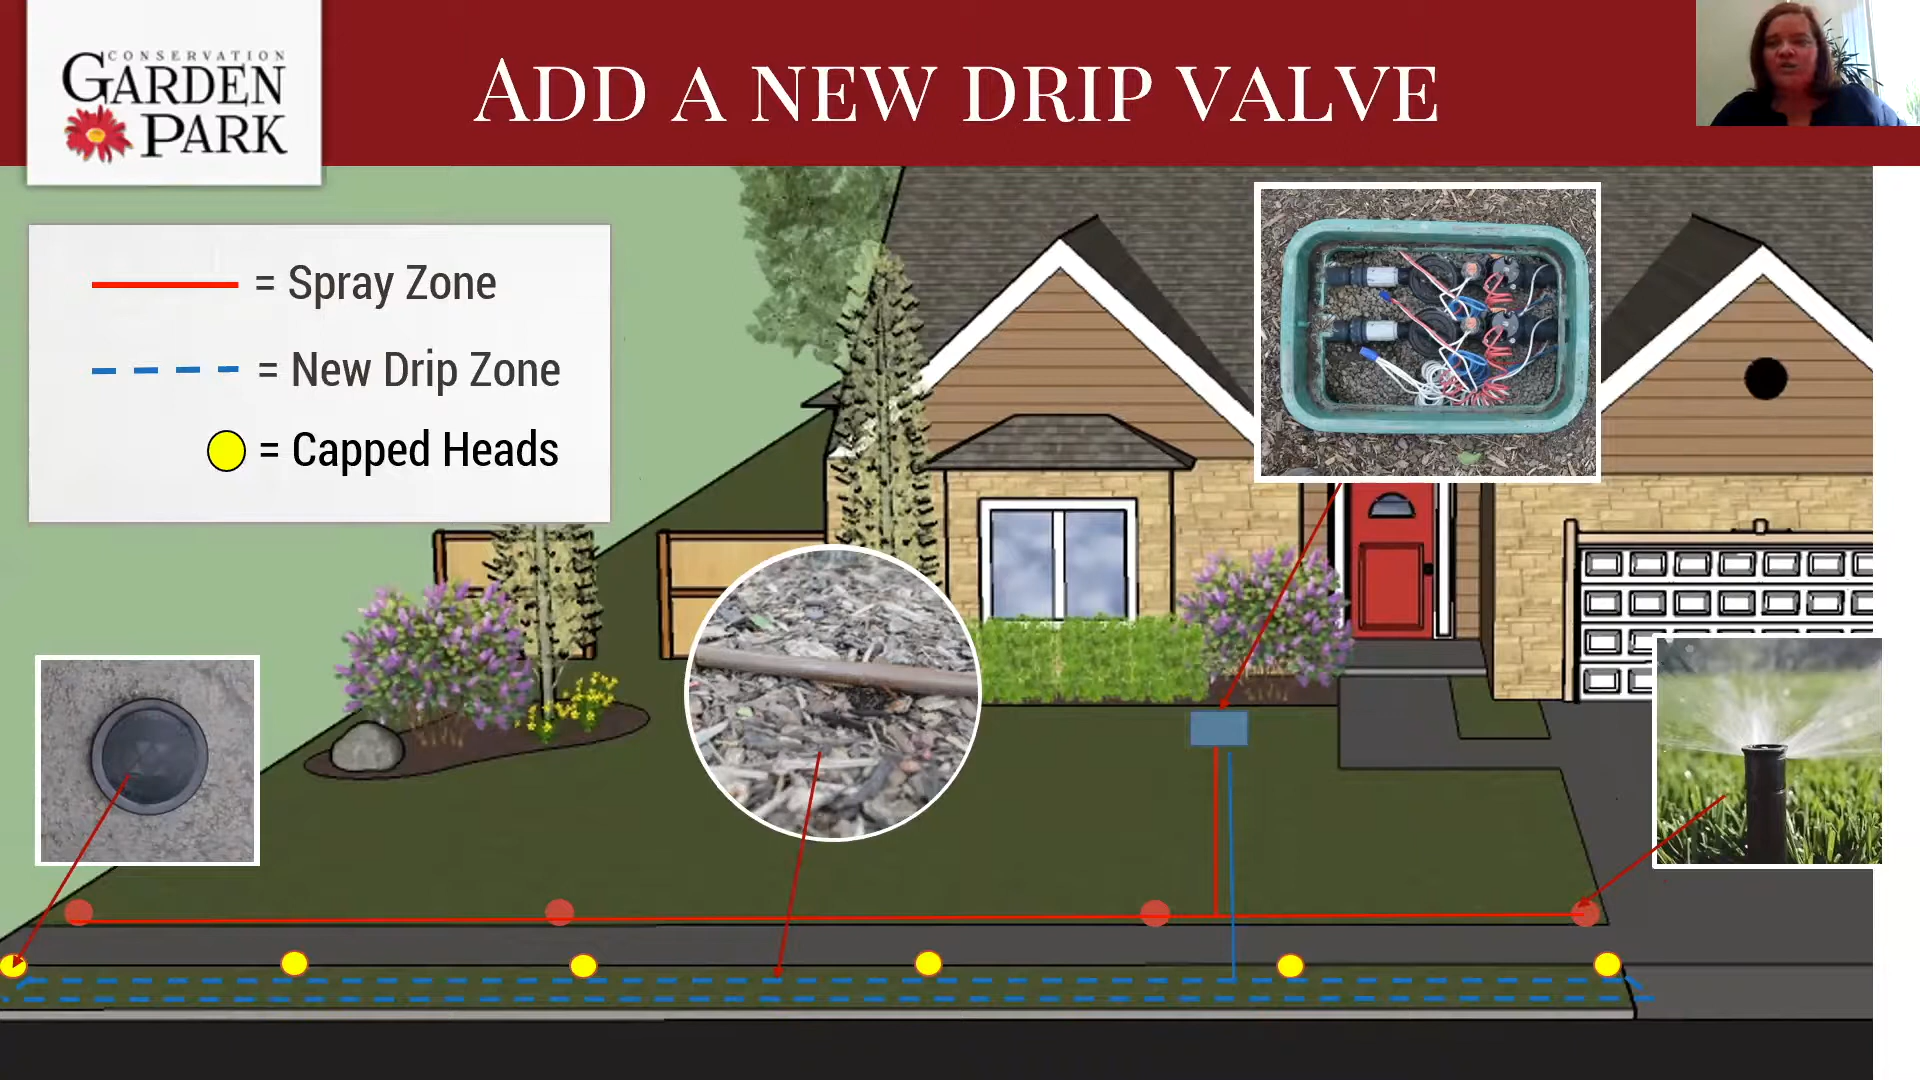 CONSERVATION
GARDEN
PARK
ADD A NEW DRIP VALVE
= Spray Zone
= New Drip Zone
= Capped Heads